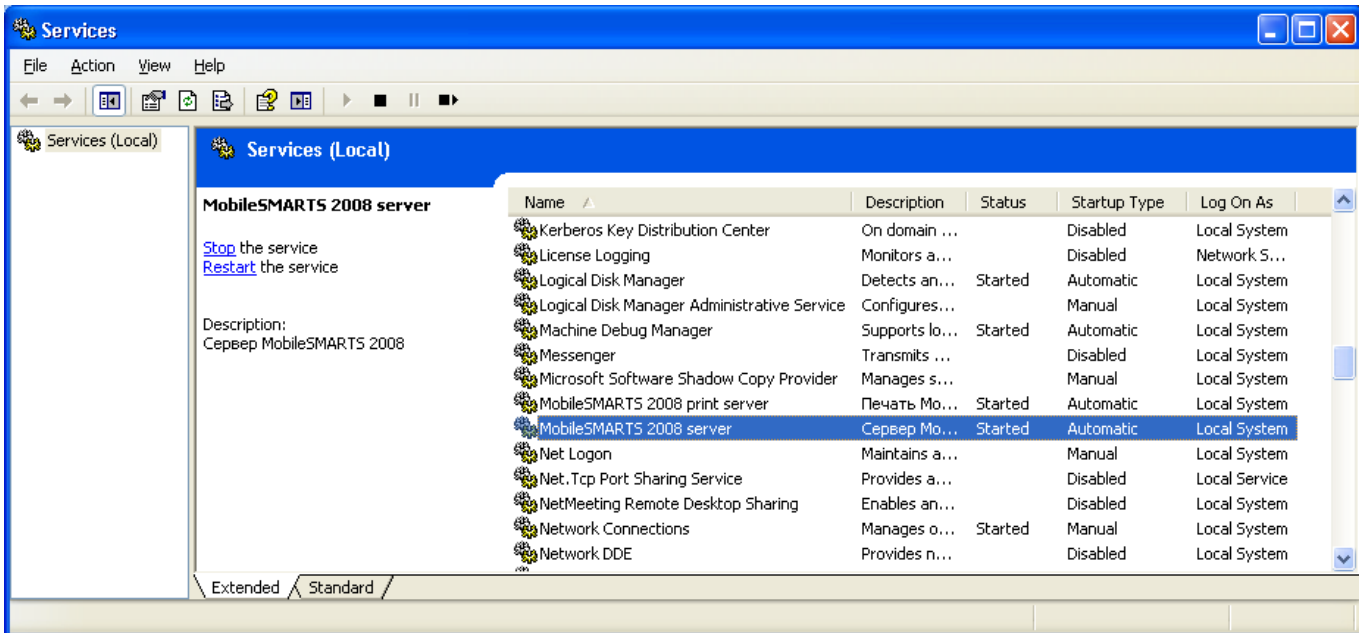 Services
File Action View Help
Services (Local)
Services (Local)
MobileSMARTS 2008 server
Stop the service
Restart the service
Description:
Сервер MobileSMARTS 2008
Name Description Status Startup Type Log On As
Kerberos Key Distribution Center On domain ... Disabled Local System
License Logging Monitors a... Disabled Network S...
Logical Disk Manager Detects an... Started Automatic Local System
Logical Disk Manager Administrative Service Configures... Manual Local System
Machine Debug Manager Supports lo... Started Automatic Local System
Messenger Transmits ... Disabled Local System
Microsoft Software Shadow Copy Provider Manages s... Manual Local System
MobileSMARTS 2008 print server Печать Мо... Started Automatic Local System
MobileSMARTS 2008 server Сервер Мо... Started Automatic Local System
Net Logon Maintains a... Manual Local System
Net.Tcp Port Sharing Service Provides a... Disabled Local Service
NetMeeting Remote Desktop Sharing Enables an... Disabled Local System
Network Connections Manages o... Started Manual Local System
Network DDE Provides n... Disabled Local System
Extended Standard